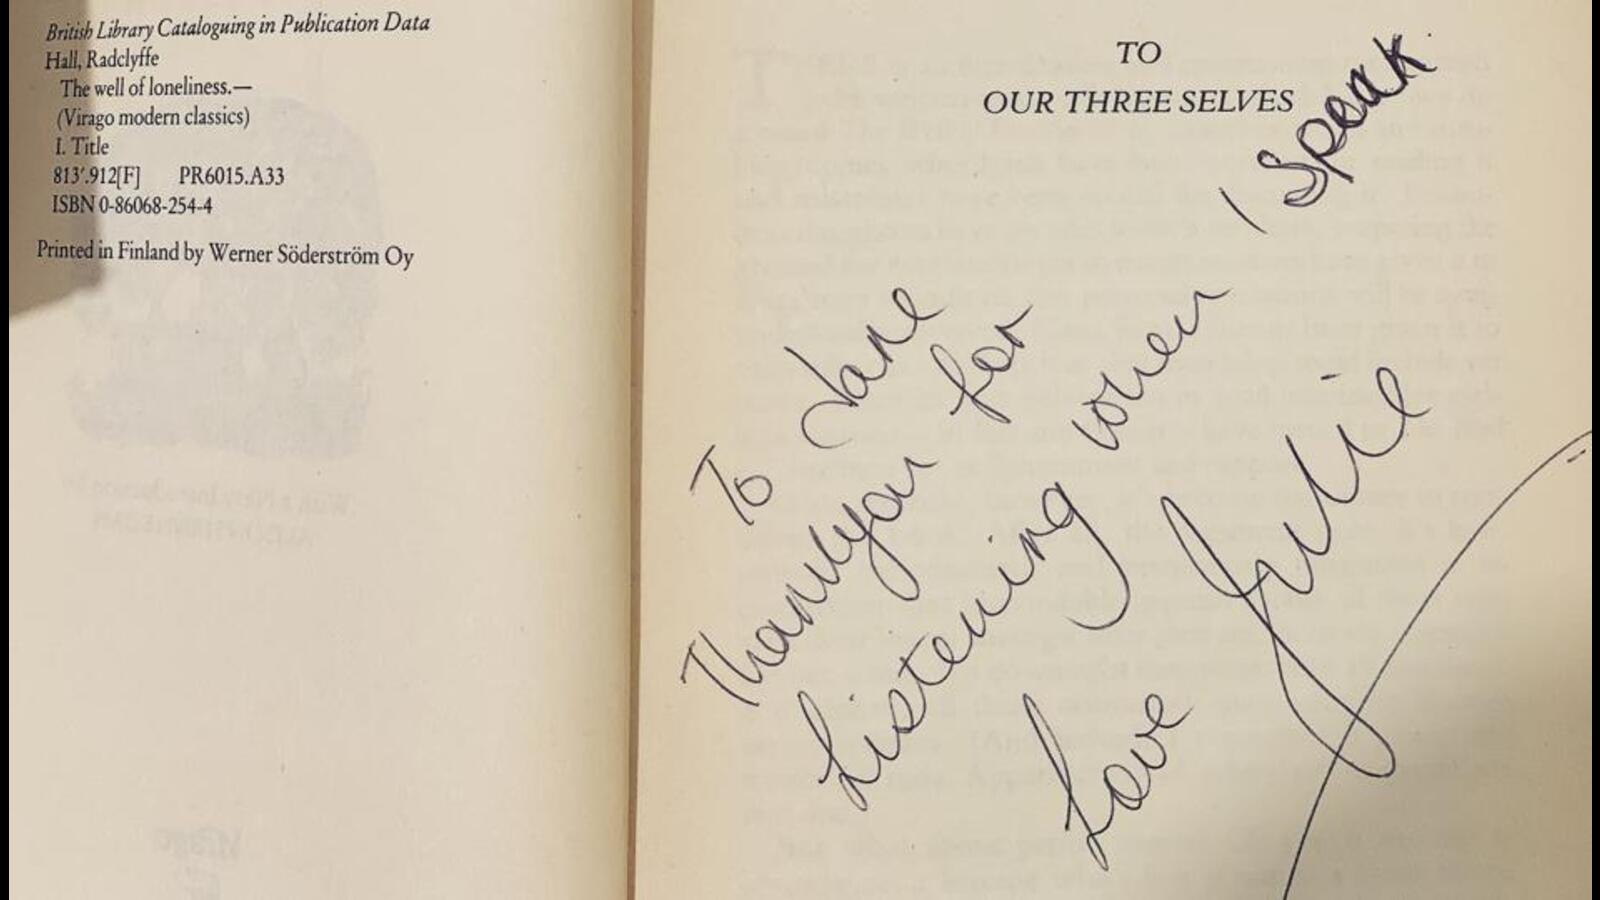 British Library Cataloguing in Publication Data
Hall, Radclyffe
The well of loneliness.—
(Virago modern classics)
I. Title
813'.912[F] PR6015.A33
ISBN 0-86068-254-4
Printed in Finland by Werner Söderström Oy
TO
OUR THREE SELVES
To Jane
Thankyou for
Listening when I speak
Love Julie